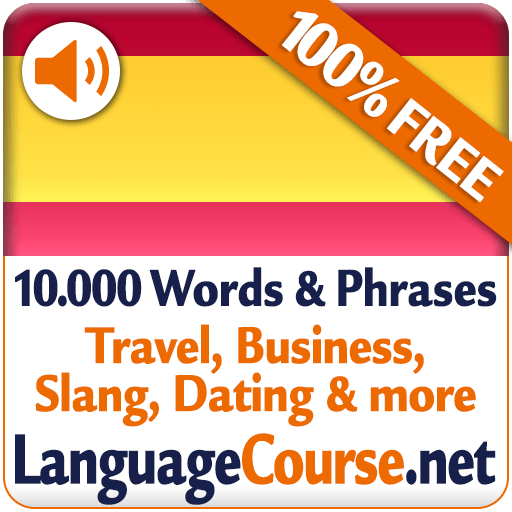 100% FREE
10.000 Words & Phrases
Travel, Business,
Slang, Dating & more
LanguageCourse.net